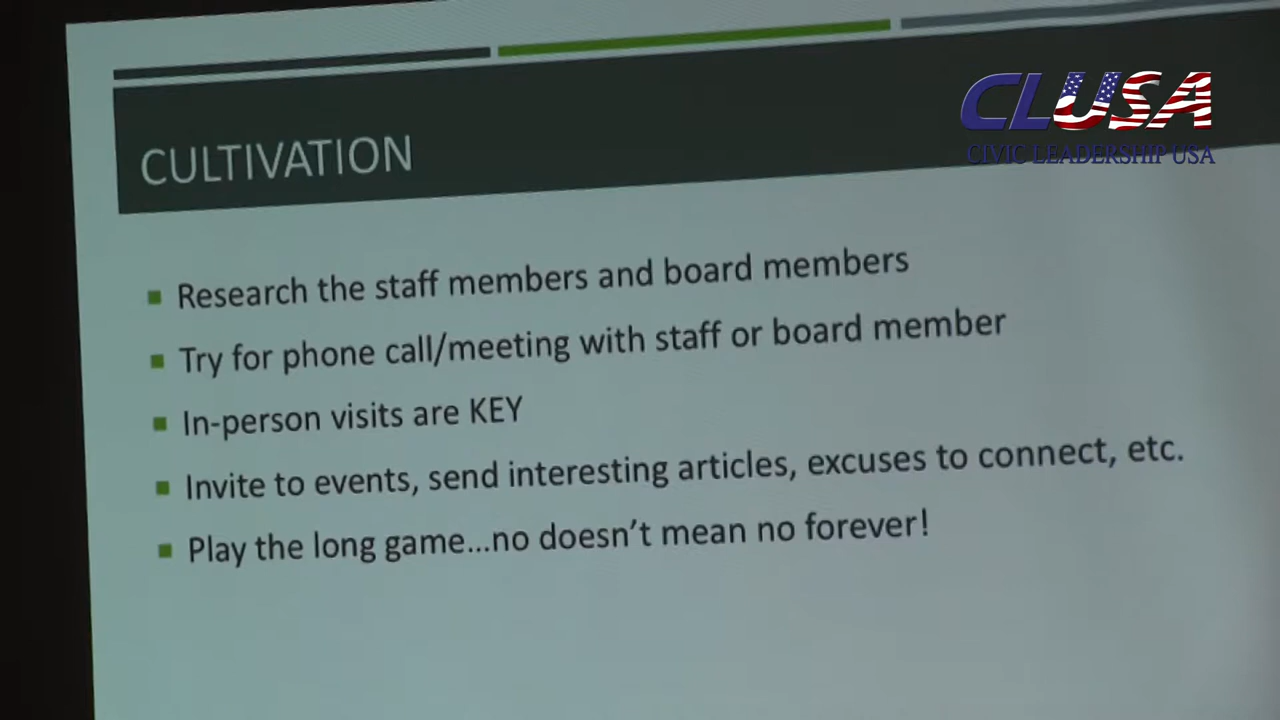 CLUSA
CIVIC LEADERSHIP USA
CULTIVATION
Research the staff members and board members
Try for phone call/meeting with staff or board member
In-person visits are KEY
Invite to events, send interesting articles, excuses to connect, etc.
Play the long game...no doesn't mean no forever!